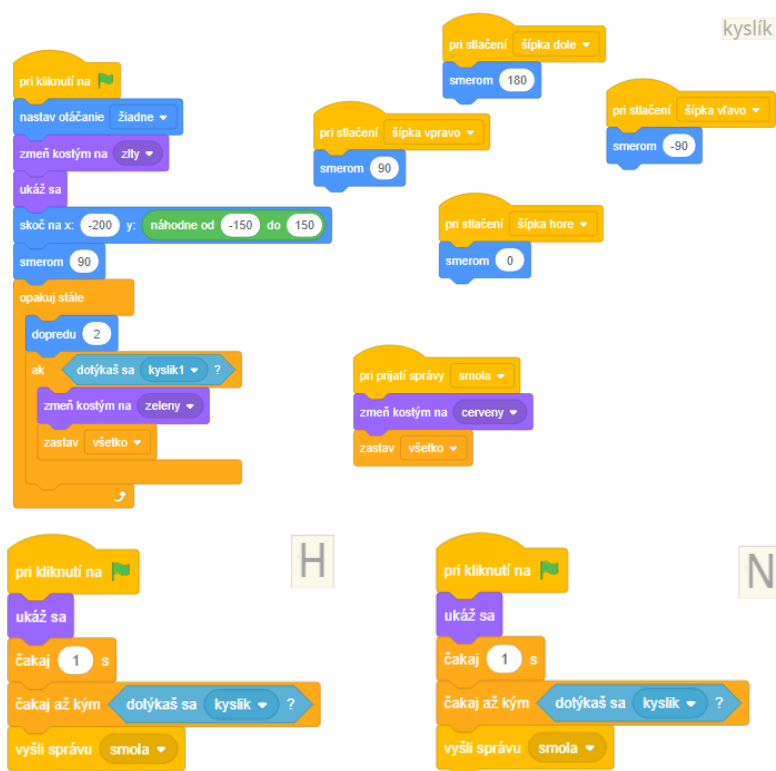 pri kliknutí na
nastav otáčanie žiadne
zmeň kostým na zlty
ukáž sa
skoč na x: -200 y: náhodne od -150 do 150
smerom 90
opakuj stále
dopredu 2
ak dotýkaš sa kyslik1 ?
zmeň kostým na zeleny
zastav všetko
pri stlačení šípka dole
smerom 180
kyslík
pri stlačení šípka vpravo
smerom 90
pri stlačení šípka vľavo
smerom -90
pri stlačení šípka hore
smerom 0
pri prijatí správy smola
zmeň kostým na cerveny
zastav všetko
pri kliknutí na
H
ukáž sa
čakaj 1 s
čakaj až kým dotýkaš sa kyslik ?
vyšli správu smola
pri kliknutí na
N
ukáž sa
čakaj 1 s
čakaj až kým dotýkaš sa kyslik ?
vyšli správu smola